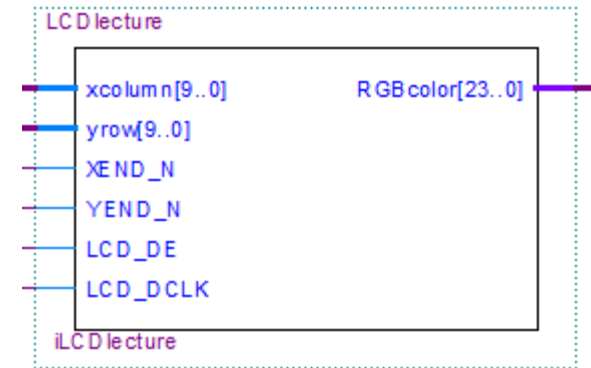 LCDlecture
xcolumn[9..0] RGBcolor[23..0]
yrow[9..0]
XEND_N
YEND_N
LCD_DE
LCD_DCLK
iLCDlecture